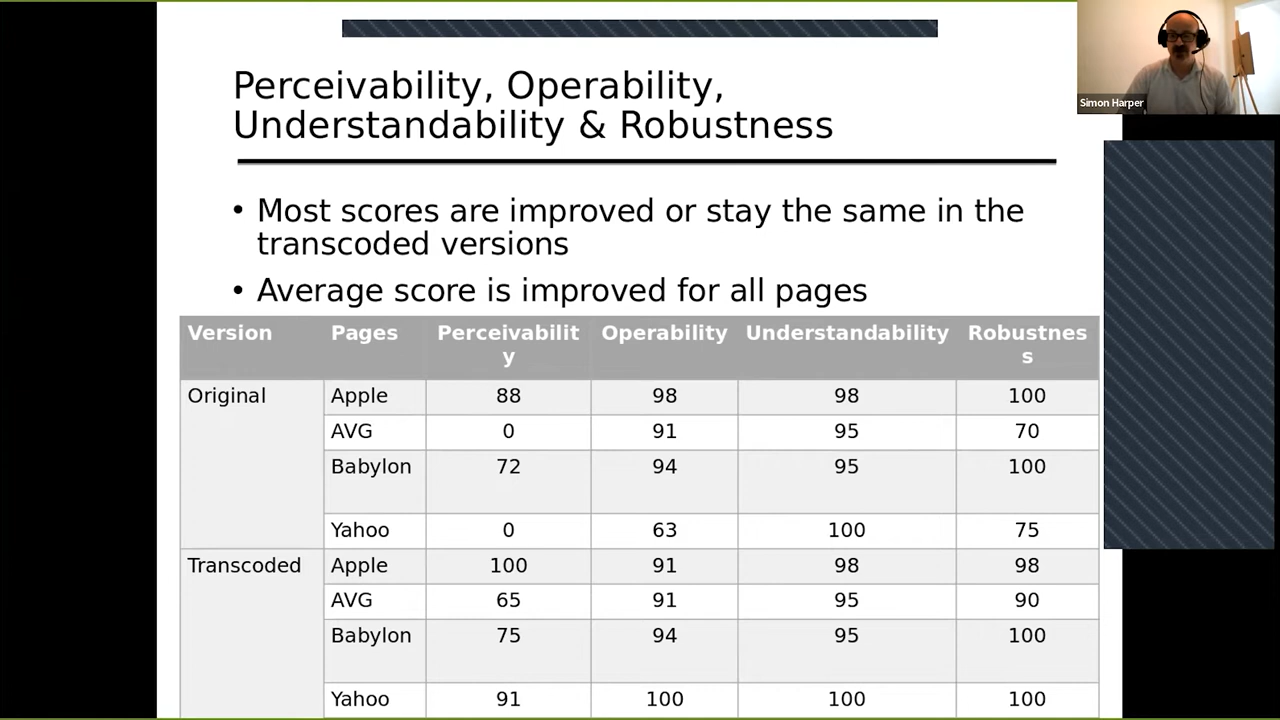 Perceivability, Operability,
Understandability & Robustness
Simon Harper
• Most scores are improved or stay the same in the
transcoded versions
• Average score is improved for all pages
Version Pages Perceivabilit
y Operability Understandability Robustnes
s
Original Apple 88 98 98 100
AVG 0 91 95 70
Babylon 72 94 95 100
Yahoo 0 63 100 75
Transcoded Apple 100 91 98 98
AVG 65 91 95 90
Babylon 75 94 95 100
Yahoo 91 100 100 100